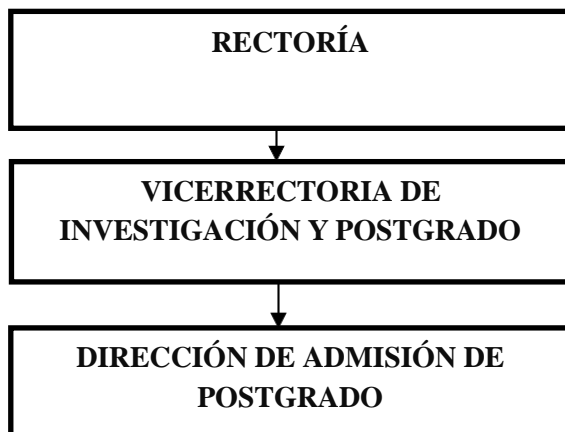 RECTORÍA
VICERRECTORIA DE
INVESTIGACIÓN Y POSTGRADO
DIRECCIÓN DE ADMISIÓN DE
POSTGRADO